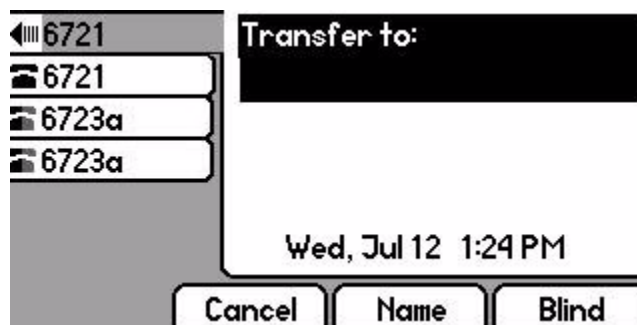 6721
6721
6723a
6723a
Transfer to:
Wed, Jul 12 1:24 PM
Cancel Name Blind